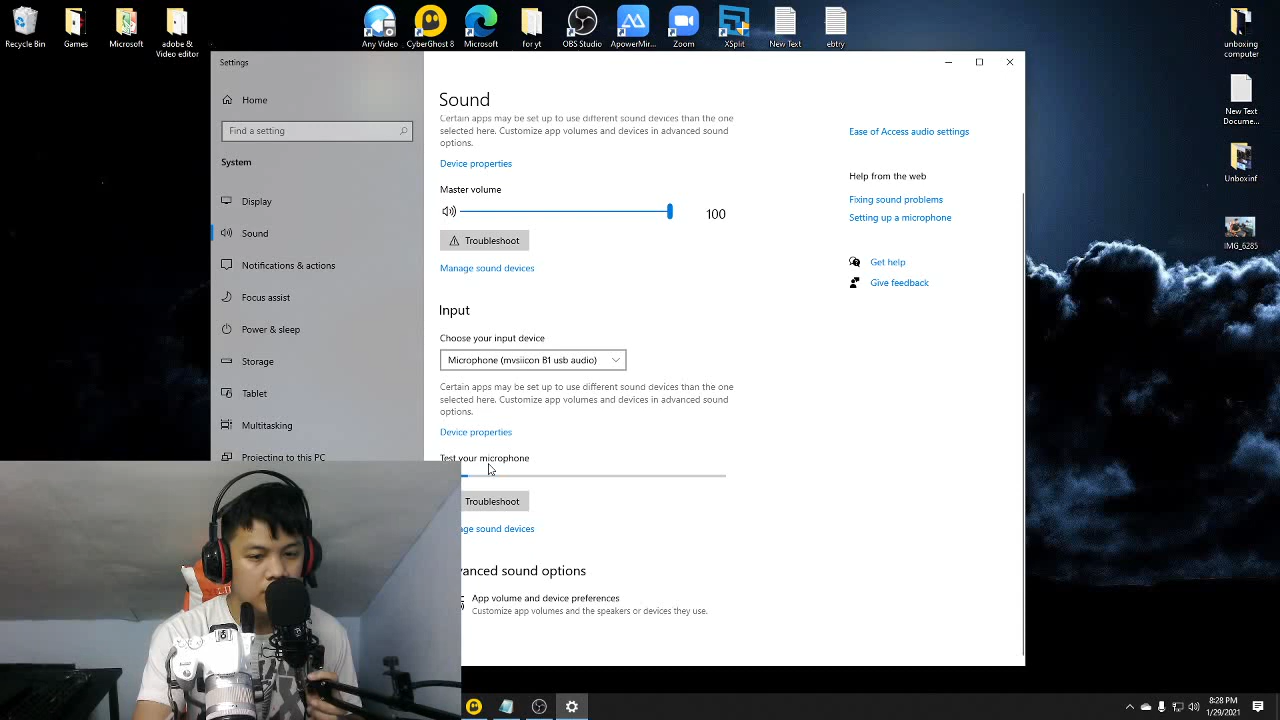 Recycle Bin
Games
Microsoft
adobe &
Video editor
Any Video
CyberGhost 8
Microsoft
for yt
OBS Studio
ApowerMir...
Zoom
XSplit
New Text
ebtry
unboxing
computer
New Text
Docume...
Unboxinf
IMG_6285
Settings
Home
Find a setting
System
Display
Sound
Notifications & actions
Focus assist
Power & sleep
Storage
Tablet
Multitasking
Projecting to this PC
Sound
Certain apps may be set up to use different sound devices than the one
selected here. Customize app volumes and devices in advanced sound
options.
Device properties
Master volume
100
Troubleshoot
Manage sound devices
Input
Choose your input device
Microphone (mvsiicon B1 usb audio)
Certain apps may be set up to use different sound devices than the one
selected here. Customize app volumes and devices in advanced sound
options.
Device properties
Test your microphone
Troubleshoot
age sound devices
vanced sound options
App volume and device preferences
Customize app volumes and the speakers or devices they use.
Ease of Access audio settings
Help from the web
Fixing sound problems
Setting up a microphone
Get help
Give feedback
8:28 PM
1/29/2021